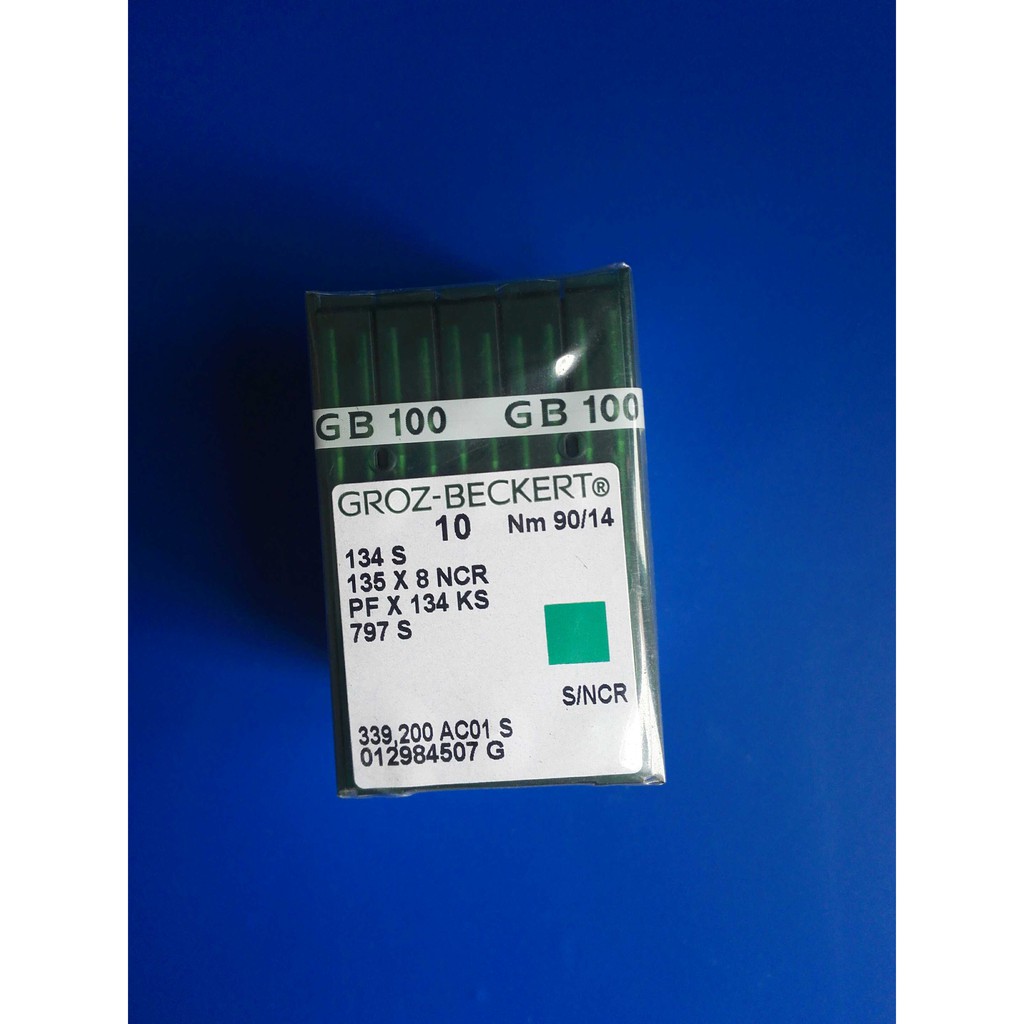 GB 100 GB 100
GROZ-BECKERT®
10 Nm 90/14
134 S
135 X 8 NCR
PF X 134 KS
797 S
S/NCR
339,200 AC01 S
012984507 G